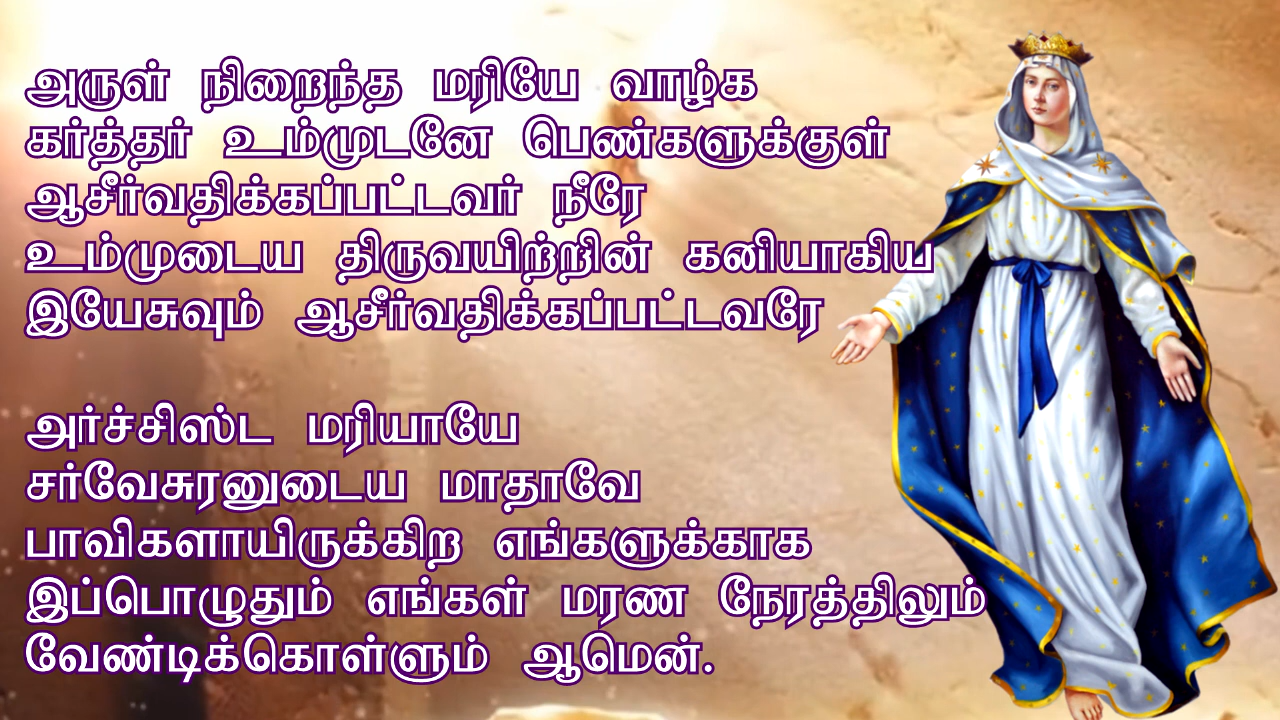 அருள் நிறைந்த மரியே வாழ்க
கர்த்தர் உம்முடனே பெண்களுக்குள்
ஆசீர்வதிக்கப்பட்டவர் நீரே
உம்முடைய திருவயிற்றின் கனியாகிய
இயேசுவும் ஆசீர்வதிக்கப்பட்டவரே
அர்ச்சிஸ்ட மரியாயே
சர்வேசுரனுடைய மாதாவே
பாவிகளாயிருக்கிற எங்களுக்காக
இப்பொழுதும் எங்கள் மரண நேரத்திலும்
வேண்டிக்கொள்ளும் ஆமென்.